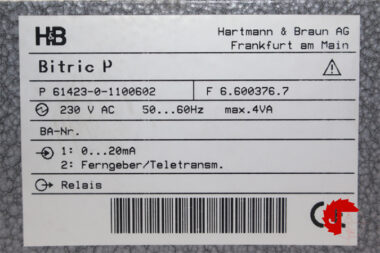 H&B
Hartmann & Braun AG
Frankfurt am Main
Bitric P
P 61423-0-1100602
F 6.600376.7
230 V AC 50...60Hz max.4VA
BA-Nr.
1: 0...20mA
2: Ferngeber/Teletransm.
Relais
CE